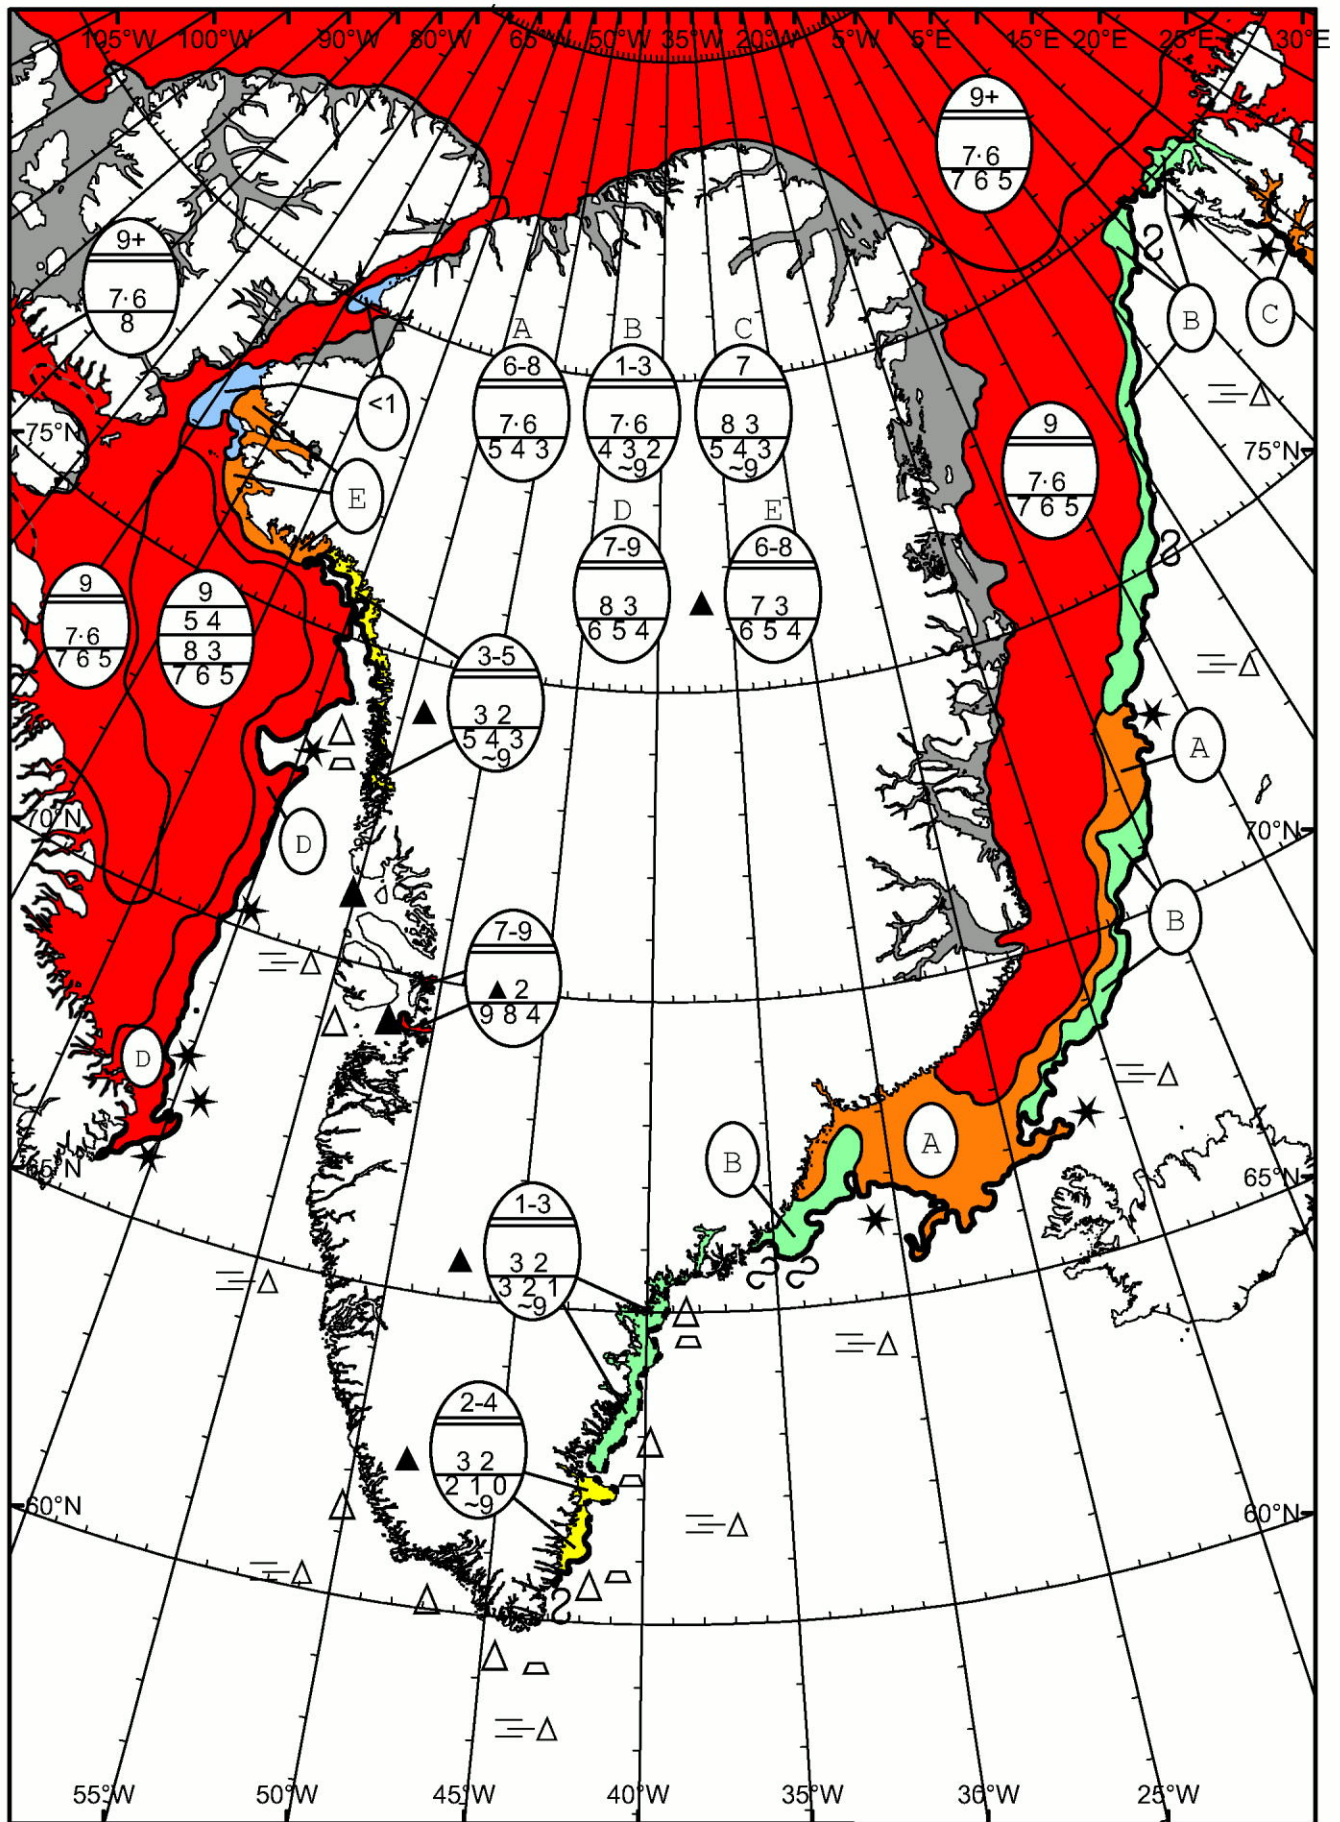 105°W 100°W 90°W 80°W 65°W 50°W 35°W 20°W 5°W 5°E 15°E 20°E 25°E 30°E
9+
7·6
7 6 5
9+
7·6
8
B
C
<1
75°N
75°N
A B C
6-8 1-3 7
7·6 7·6 8 3
5 4 3 4 3 2 5 4 3
~9 ~9
9
7·6
7 6 5
E
D E
7-9 6-8
8 3 7 3
6 5 4 6 5 4
9
7·6
7 6 5
9
5 4
8 3
7 6 5
3-5
3 2
5 4 3
~9
A
70°N
70°N
D
B
7-9
▲ 2
9 8 4
D
A
B
65°N
65°N
1-3
3 2
3 2 1
~9
2-4
3 2
2 1 0
~9
60°N
60°N
55°W 50°W 45°W 40°W 35°W 30°W 25°W